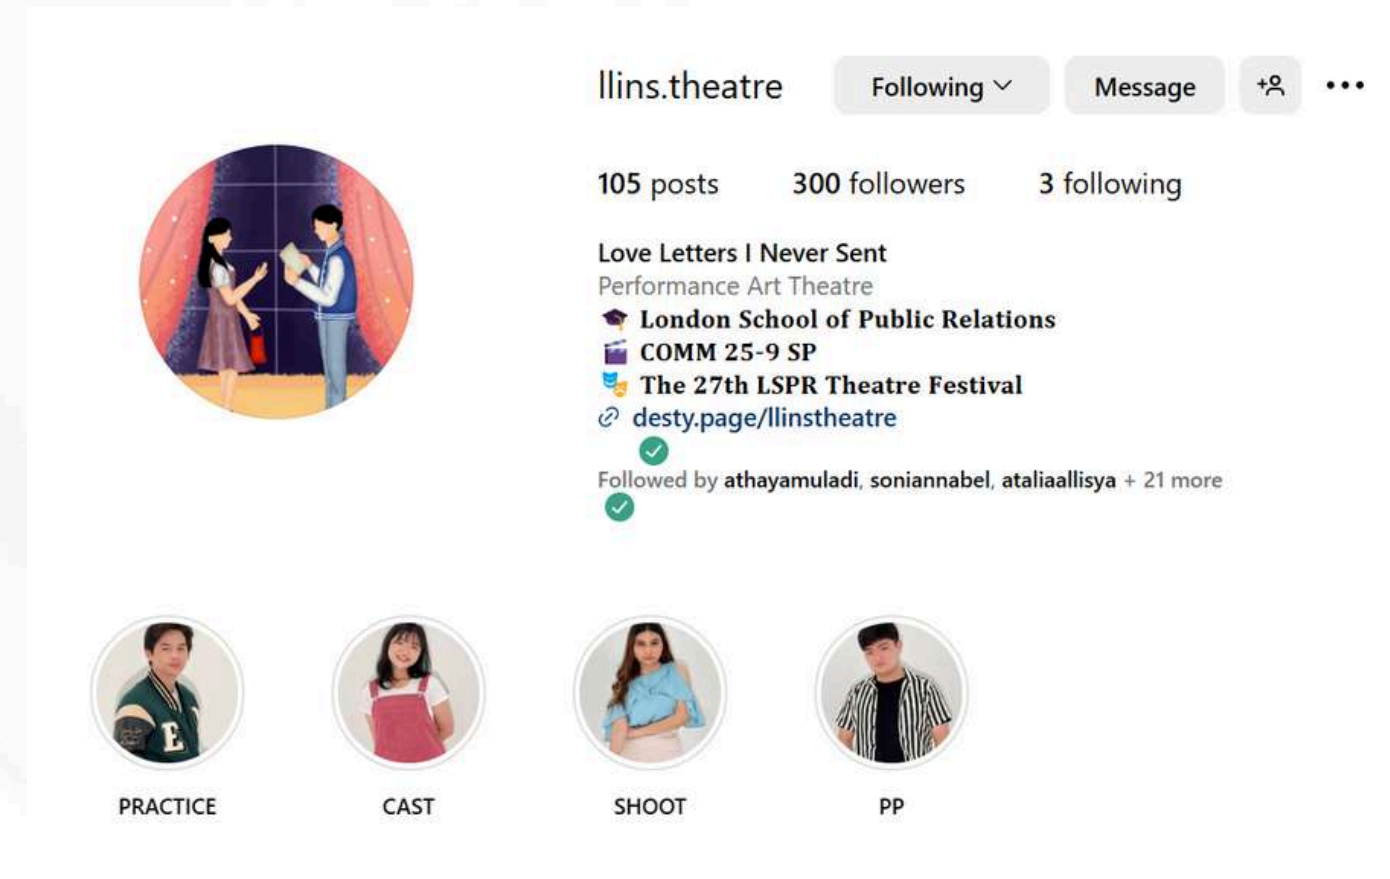 llins.theatre Following Message
105 posts 300 followers 3 following
Love Letters I Never Sent
Performance Art Theatre
London School of Public Relations
COMM 25-9 SP
The 27th LSPR Theatre Festival
desty.page/llinstheatre
Followed by athayamuladi, soniannabel, ataliaallisya + 21 more
E
PRACTICE CAST SHOOT PP